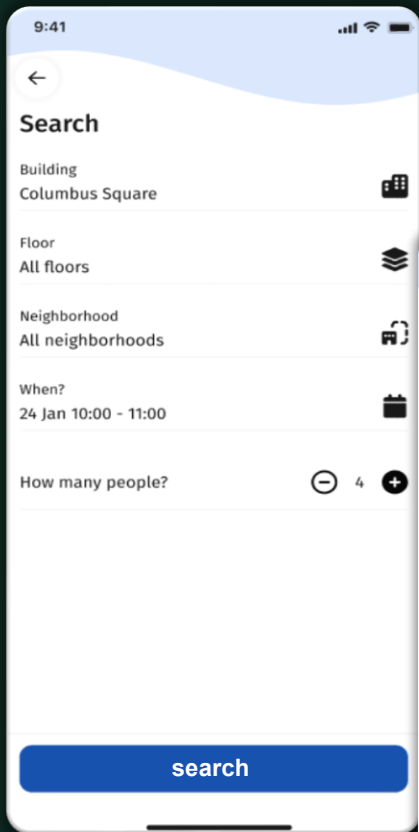 9:41
Search
Building
Columbus Square
Floor
All floors
Neighborhood
All neighborhoods
When?
24 Jan 10:00 - 11:00
How many people? 4
search